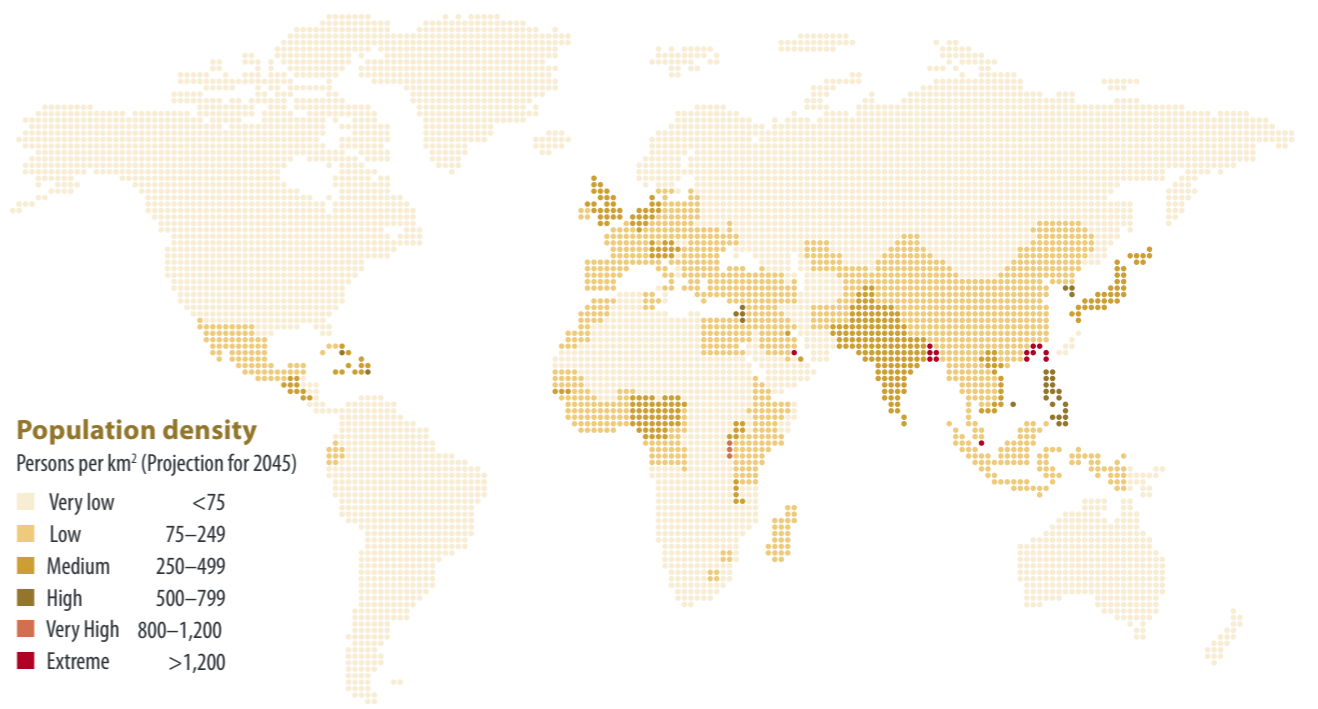 Population density
Persons per km² (Projection for 2045)
Very low <75
Low 75–249
Medium 250–499
High 500–799
Very High 800–1,200
Extreme >1,200